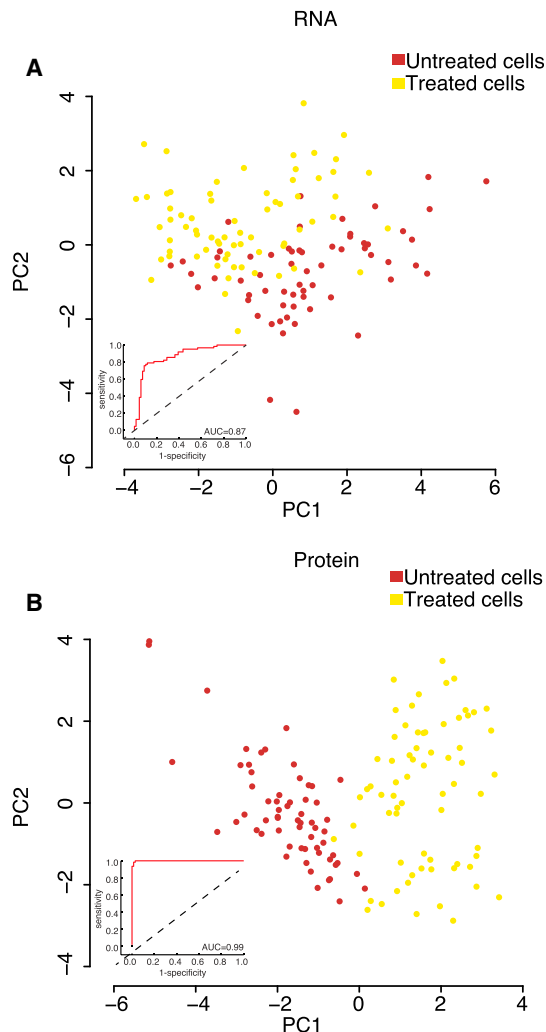 RNA
A
Untreated cells
Treated cells
4
2
0
−2
−4
−6
PC2
1.0
0.8
0.6
0.4
0.2
0.0
sensitivity
AUC=0.87
0.0 0.2 0.4 0.6 0.8 1.0
1-specificity
−4 −2 0 2 4 6
PC1
Protein
B
Untreated cells
Treated cells
4
2
0
−2
−4
PC2
1.0
0.8
0.6
0.4
0.2
0.0
sensitivity
AUC=0.99
0.0 0.2 0.4 0.6 0.8 1.0
1-specificity
−6 −4 −2 0 2 4
PC1